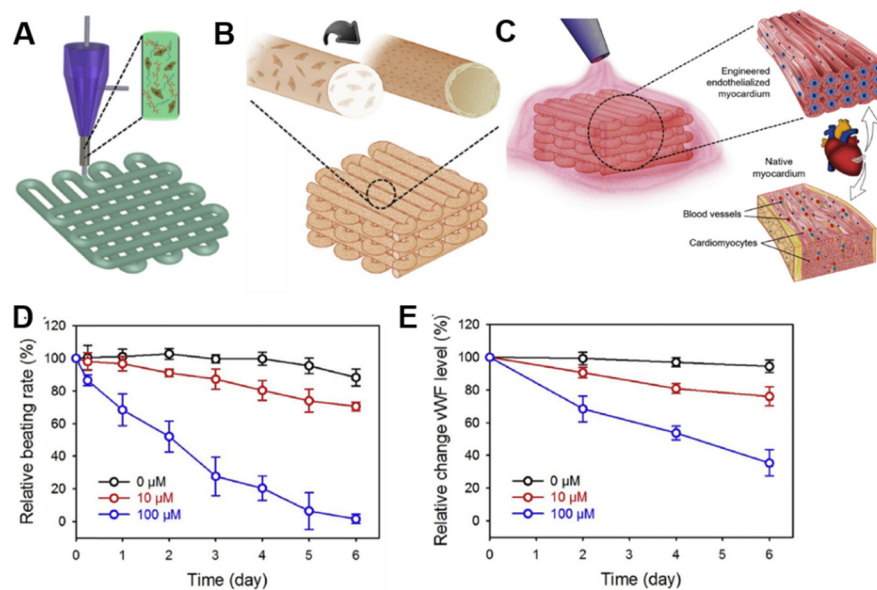 A
B
C
Engineered
endothelialized
myocardium
Native
myocardium
Blood vessels
Cardiomyocytes
D
120
100
80
60
40
20
0
Relative beating rate (%)
0 µM
10 µM
100 µM
0 1 2 3 4 5 6
Time (day)
E
120
100
80
60
40
20
0
Relative change vWF level (%)
0 µM
10 µM
100 µM
0 1 2 3 4 5 6
Time (day)